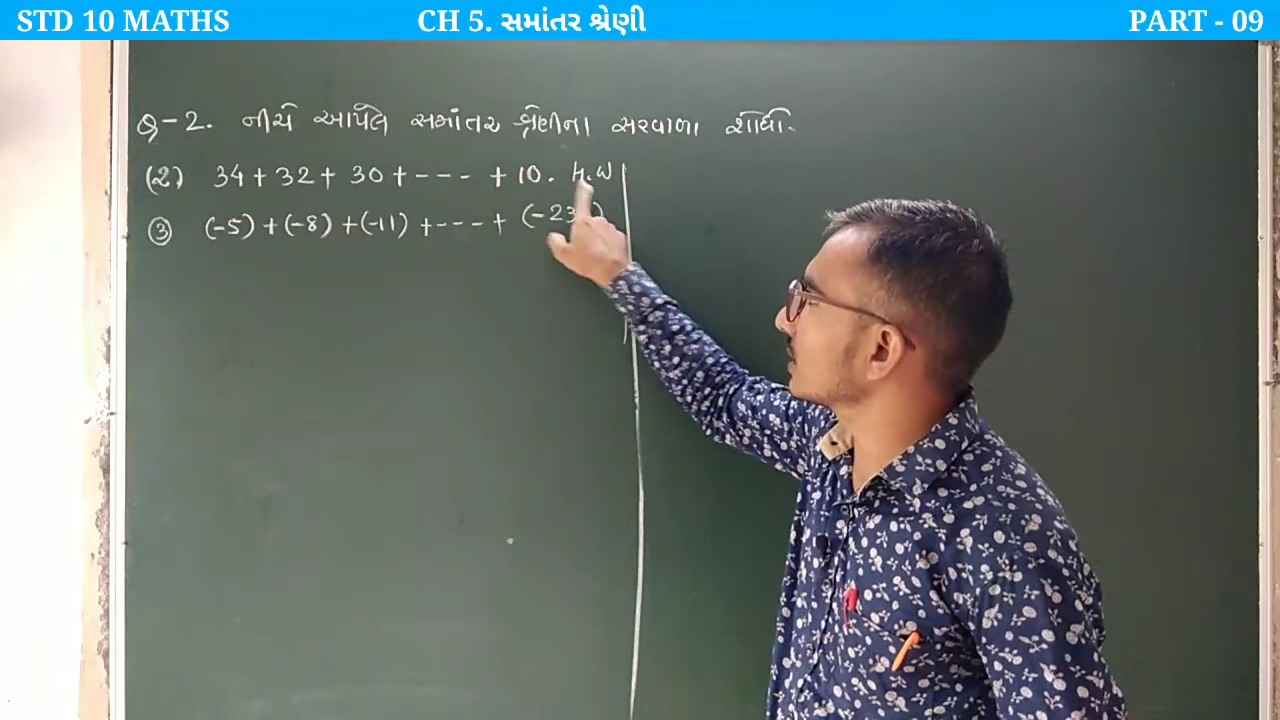 STD 10 MATHS CH 5. સમાંતર શ્રેણી PART - 09
Q-2. નીચે આપેલ સમાંતર શ્રેણીના સરવાળા શોધો.
(2) 34 + 32 + 30 + --- + 10. H.W
③ (-5) + (-8) + (-11) + --- + (-23